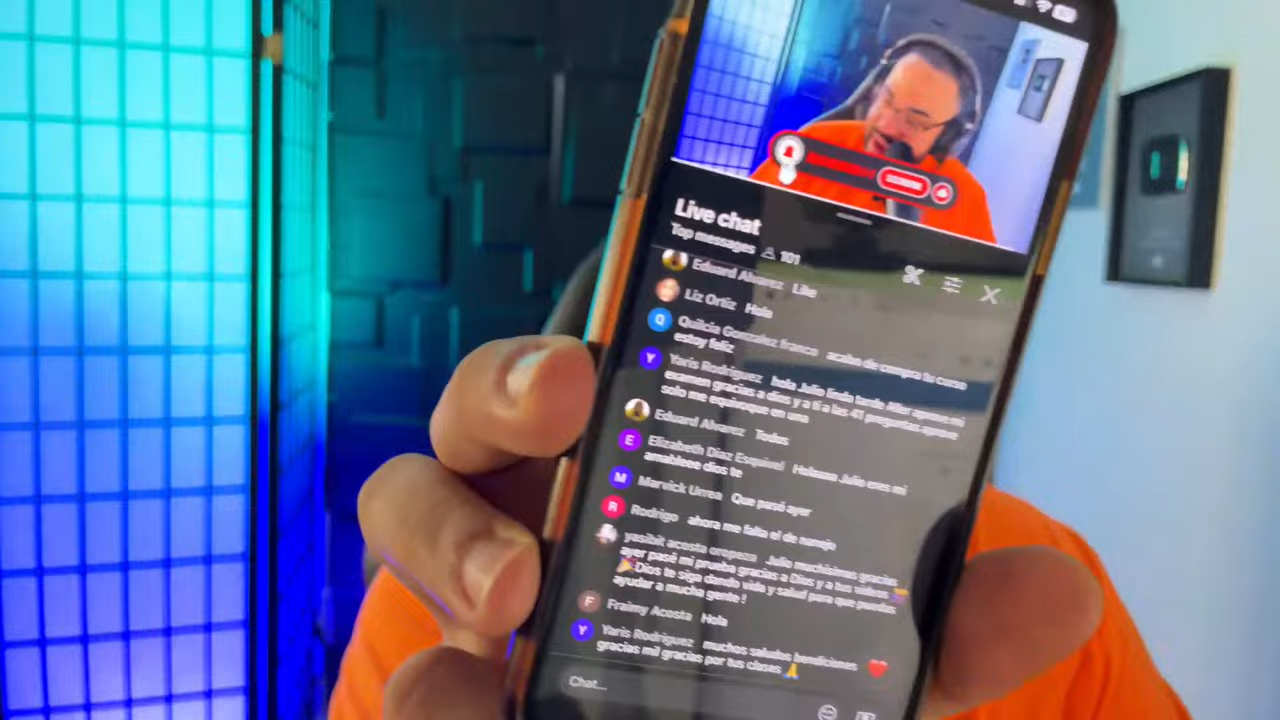 Live chat
Top messages 101
Eduard Alvarez Like
Liz Ortiz Hola
Q
Quilcia Gonzalez franco acabo de compra tu curso
estoy feliz
Y
Yaris Rodriguez hola Julio linda tarde Ayer aprove mi
examen gracias a dios y a ti a las 41 preguntas aprove
solo me equivoque en una
Eduard Alvarez Todos
E
Elizabeth Diaz Esquivel Holaaaa Julio eres mi
amableee dios te
M
Marvick Urrea Que pasó ayer
R
Rodrigo ahora me falta el de manejo
yasibit acosta oropeza Julio muchísimas gracias
ayer pasé mi prueba gracias a Dios y a tus videos
🎉Dios te siga dando vida y salud para que puedas
ayudar a mucha gente !
F
Fraimy Acosta Hola
Y
Yaris Rodriguez muchos saludos bendiciones
gracias mil gracias por tus clases 🙏
Chat...